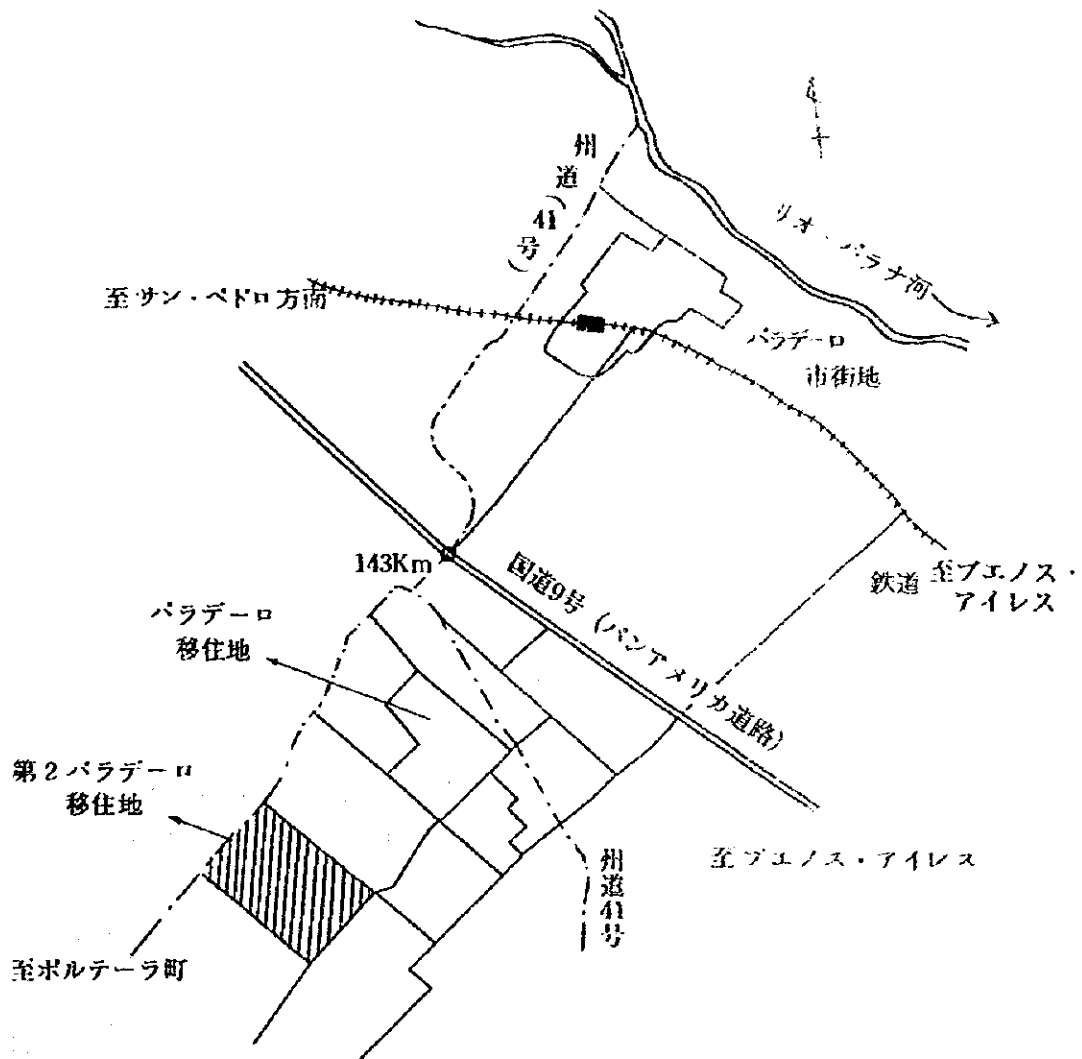 州道(41号)
リオ・パラナ河
至サン・ペドロ方面
パラデーロ
市街地
143Km
国道9号(パンアメリカ道路)
鉄道
至ブエノス・
アイレス
パラデーロ
移住地
第2パラデーロ
移住地
州道41号
至ブエノス・アイレス
至ポルテーラ町